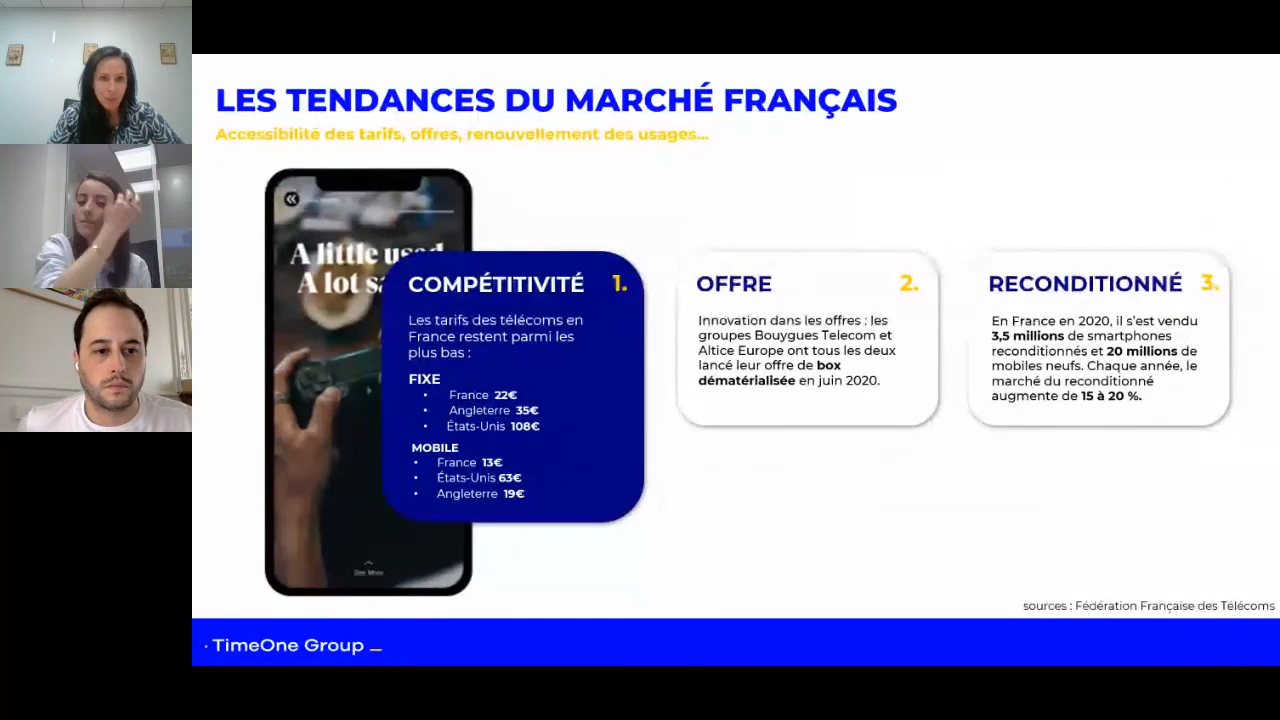 LES TENDANCES DU MARCHÉ FRANÇAIS
Accessibilité des tarifs, offres, renouvellement des usages...
A little used
A lot
COMPÉTITIVITÉ 1.
Les tarifs des télécoms en
France restent parmi les
plus bas :
FIXE
• France 22€
• Angleterre 35€
• États-Unis 108€
MOBILE
• France 13€
• États-Unis 63€
• Angleterre 19€
OFFRE 2.
Innovation dans les offres : les
groupes Bouygues Telecom et
Altice Europe ont tous les deux
lancé leur offre de box
dématérialisée en juin 2020.
RECONDITIONNÉ 3.
En France en 2020, il s'est vendu
3,5 millions de smartphones
reconditionnés et 20 millions de
mobiles neufs. Chaque année, le
marché du reconditionné
augmente de 15 à 20 %.
See More
sources : Fédération Française des Télécoms
TimeOne Group